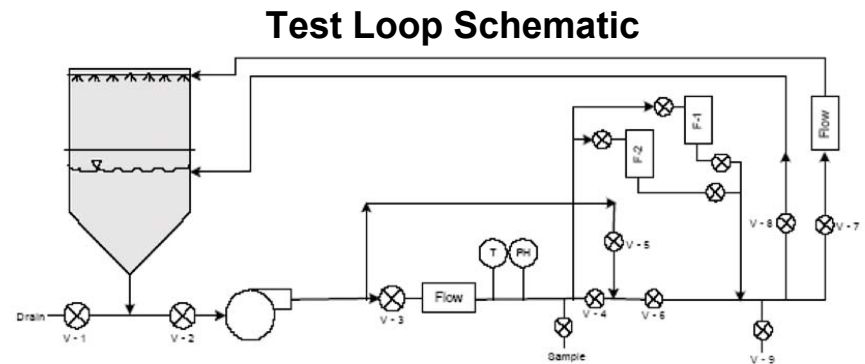 Test Loop Schematic
F-1
F-2
Flow
V - 5
V - 8
V - 7
T
PH
Flow
Drain
V - 1
V - 2
V - 3
V - 4
V - 6
Sample
V - 9